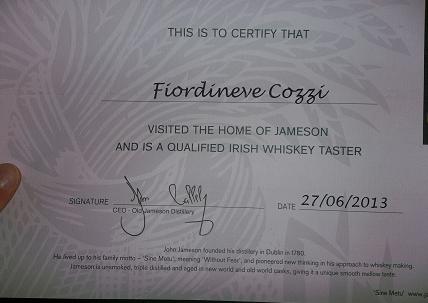 THIS IS TO CERTIFY THAT
Fiordineve Cozzi
VISITED THE HOME OF JAMESON
AND IS A QUALIFIED IRISH WHISKEY TASTER
SIGNATURE
DATE 27/06/2013
CEO - Old Jameson Distillery
John Jameson founded his distillery in Dublin in 1780.
He lived up to his family motto - 'Sine Metu', meaning 'Without Fear', and pioneered new thinking in his approach to whiskey making.
Jameson is unsmoked, triple distilled and aged in new world and old world casks, giving it a unique smooth mellow taste.
'Sine Metu' www.